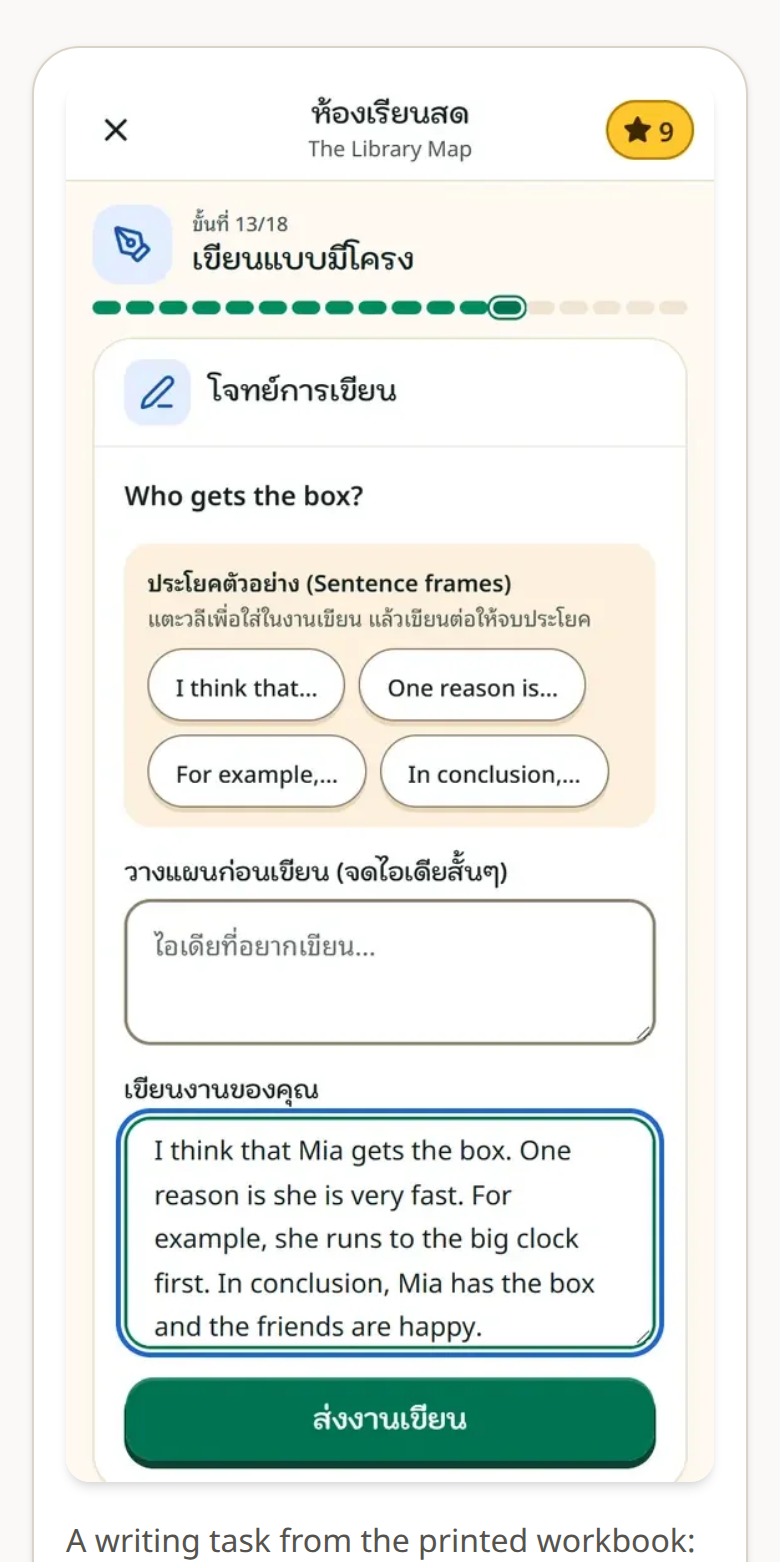 ห้องเรียนสด
The Library Map
9
ขั้นที่ 13/18
เขียนแบบมีโครง
โจทย์การเขียน
Who gets the box?
ประโยคตัวอย่าง (Sentence frames)
แตะวลีเพื่อใส่ในงานเขียน แล้วเขียนต่อให้จบประโยค
I think that...
One reason is...
For example,...
In conclusion,...
วางแผนก่อนเขียน (จดไอเดียสั้นๆ)
ไอเดียที่อยากเขียน...
เขียนงานของคุณ
I think that Mia gets the box. One
reason is she is very fast. For
example, she runs to the big clock
first. In conclusion, Mia has the box
and the friends are happy.
ส่งงานเขียน
A writing task from the printed workbook: